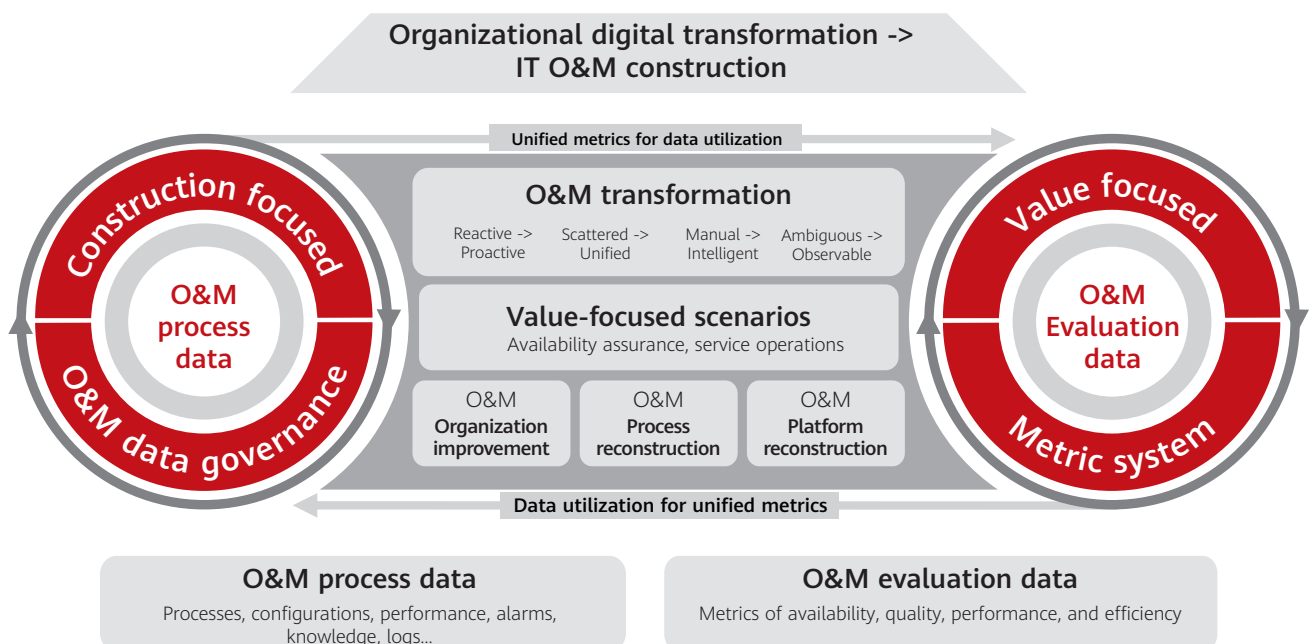 Organizational digital transformation ->
IT O&M construction
Unified metrics for data utilization
Construction focused
O&M
process
data
O&M data governance
O&M transformation
Reactive ->
Proactive
Scattered ->
Unified
Manual ->
Intelligent
Ambiguous ->
Observable
Value-focused scenarios
Availability assurance, service operations
O&M
Organization
improvement
O&M
Process
reconstruction
O&M
Platform
reconstruction
Value focused
O&M
Evaluation
data
Metric system
Data utilization for unified metrics
O&M process data
Processes, configurations, performance, alarms,
knowledge, logs...
O&M evaluation data
Metrics of availability, quality, performance, and efficiency